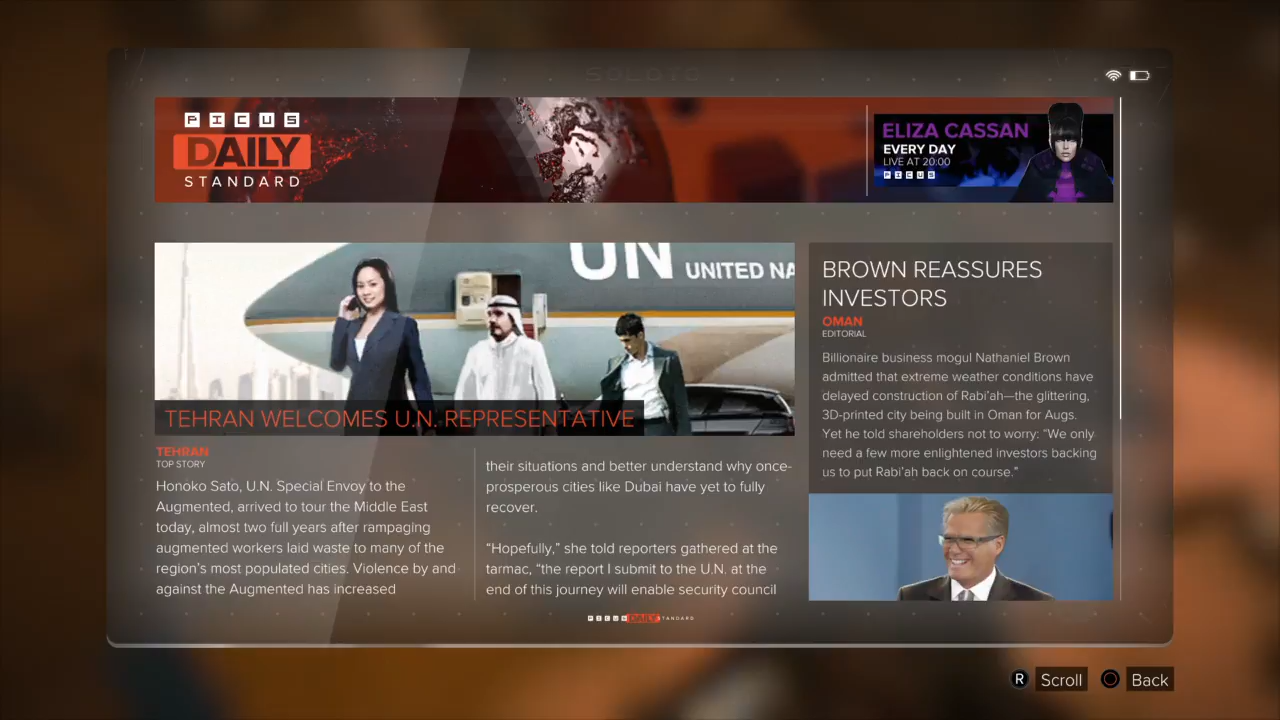 SOLOTO
PICUS
DAILY
STANDARD
ELIZA CASSAN
EVERY DAY
LIVE AT 20:00
PICUS
UN UNITED NA
TEHRAN WELCOMES U.N. REPRESENTATIVE
TEHRAN
TOP STORY
Honoko Sato, U.N. Special Envoy to the
Augmented, arrived to tour the Middle East
today, almost two full years after rampaging
augmented workers laid waste to many of the
region's most populated cities. Violence by and
against the Augmented has increased
their situations and better understand why once-
prosperous cities like Dubai have yet to fully
recover.
“Hopefully,” she told reporters gathered at the
tarmac, “the report I submit to the U.N. at the
end of this journey will enable security council
BROWN REASSURES
INVESTORS
OMAN
EDITORIAL
Billionaire business mogul Nathaniel Brown
admitted that extreme weather conditions have
delayed construction of Rabi'ah—the glittering,
3D-printed city being built in Oman for Augs.
Yet he told shareholders not to worry: “We only
need a few more enlightened investors backing
us to put Rabi'ah back on course.”
PICUS DAILY STANDARD
R Scroll
Back